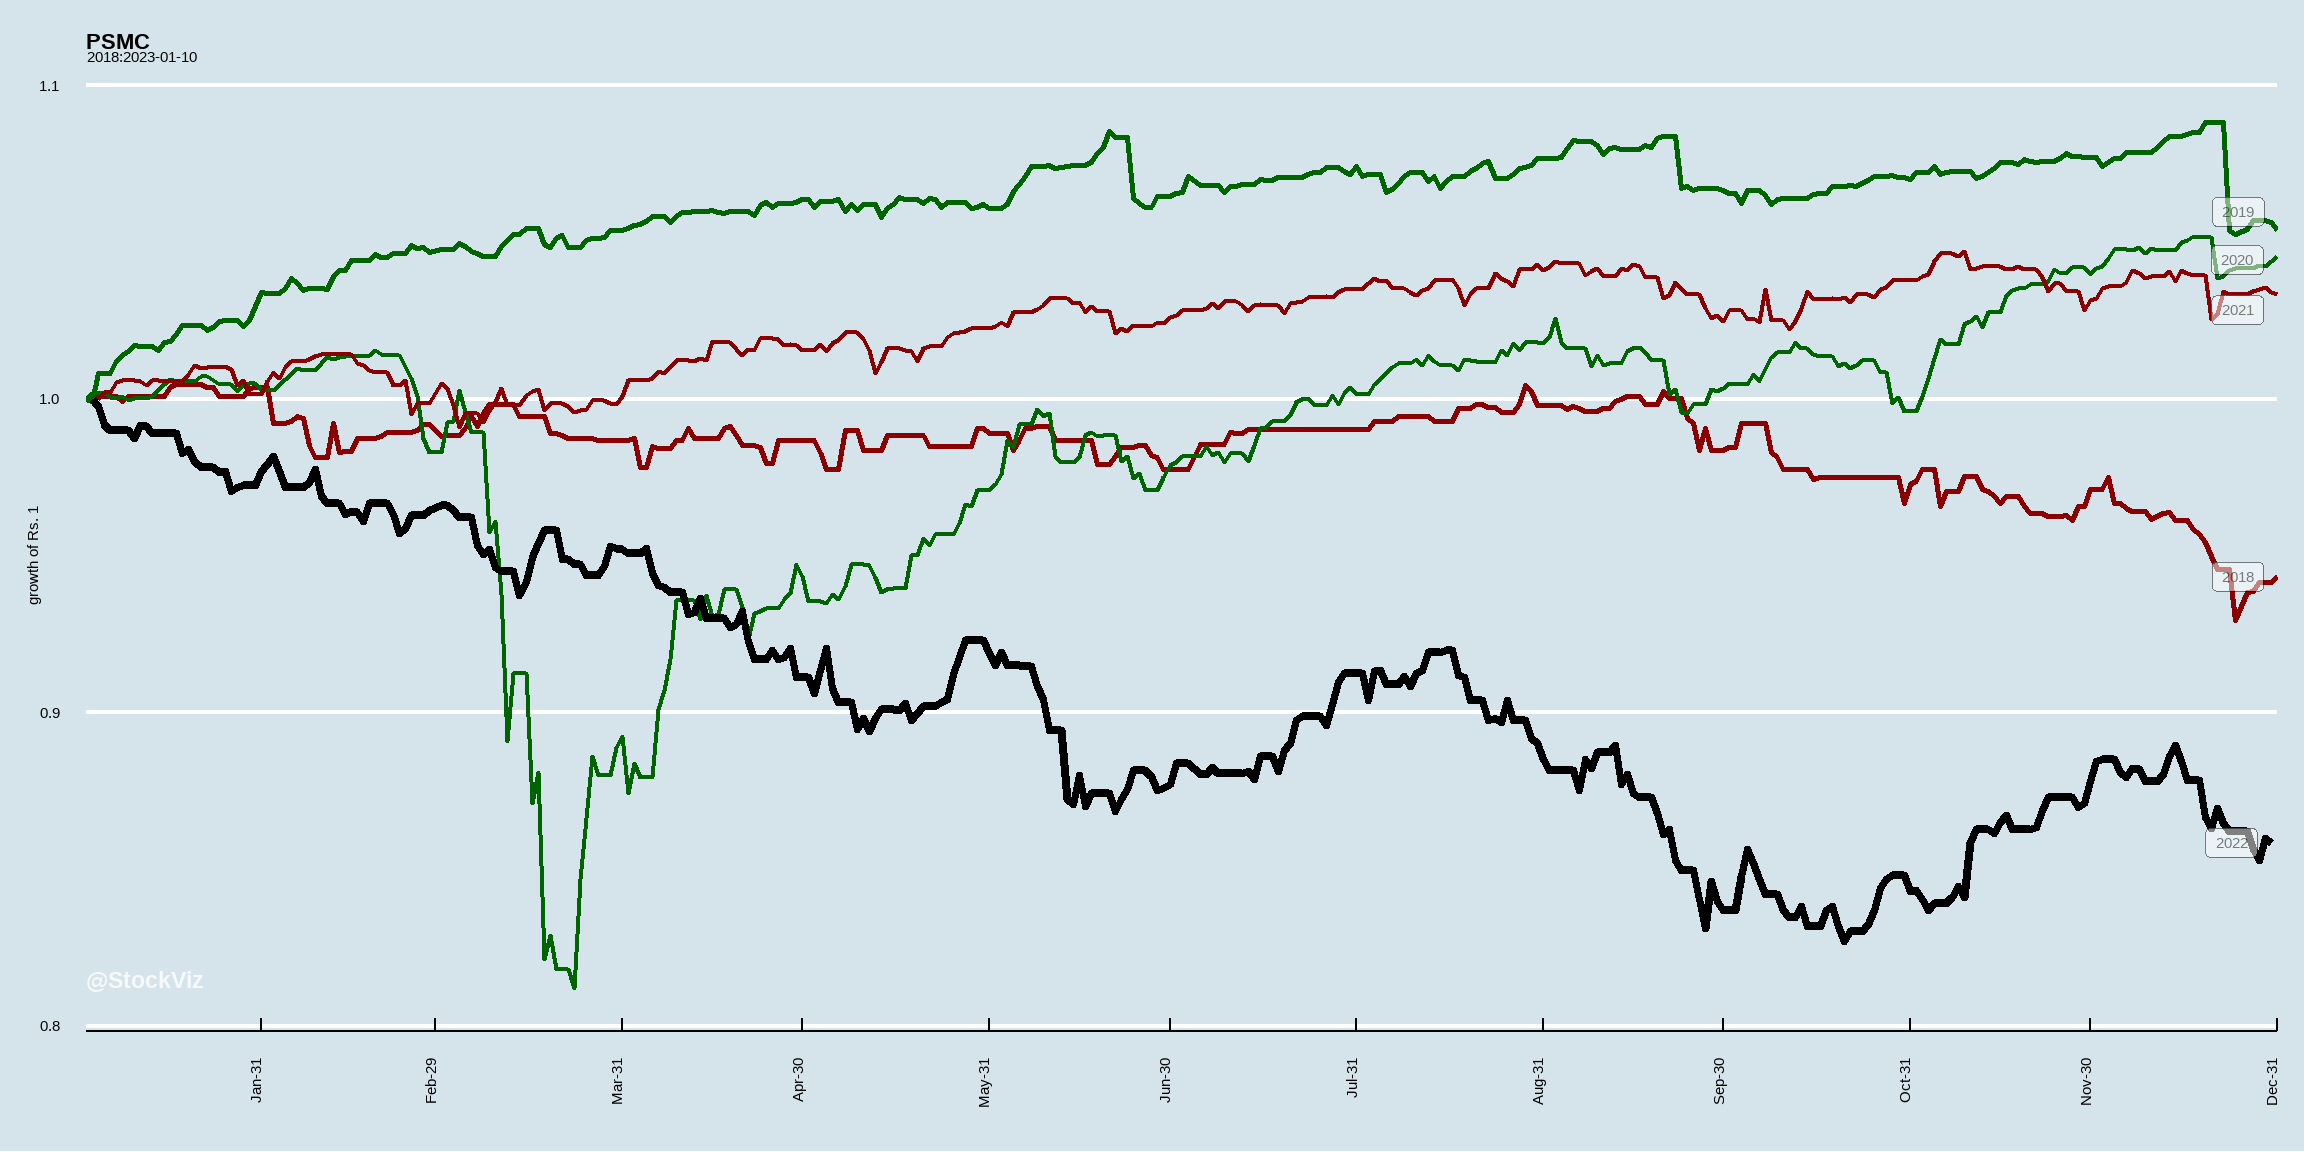 PSMC
2018:2023-01-10
1.1
1.0
0.9
0.8
growth of Rs. 1
2019
2020
2021
2018
2022
@StockViz
Jan-31
Feb-29
Mar-31
Apr-30
May-31
Jun-30
Jul-31
Aug-31
Sep-30
Oct-31
Nov-30
Dec-31